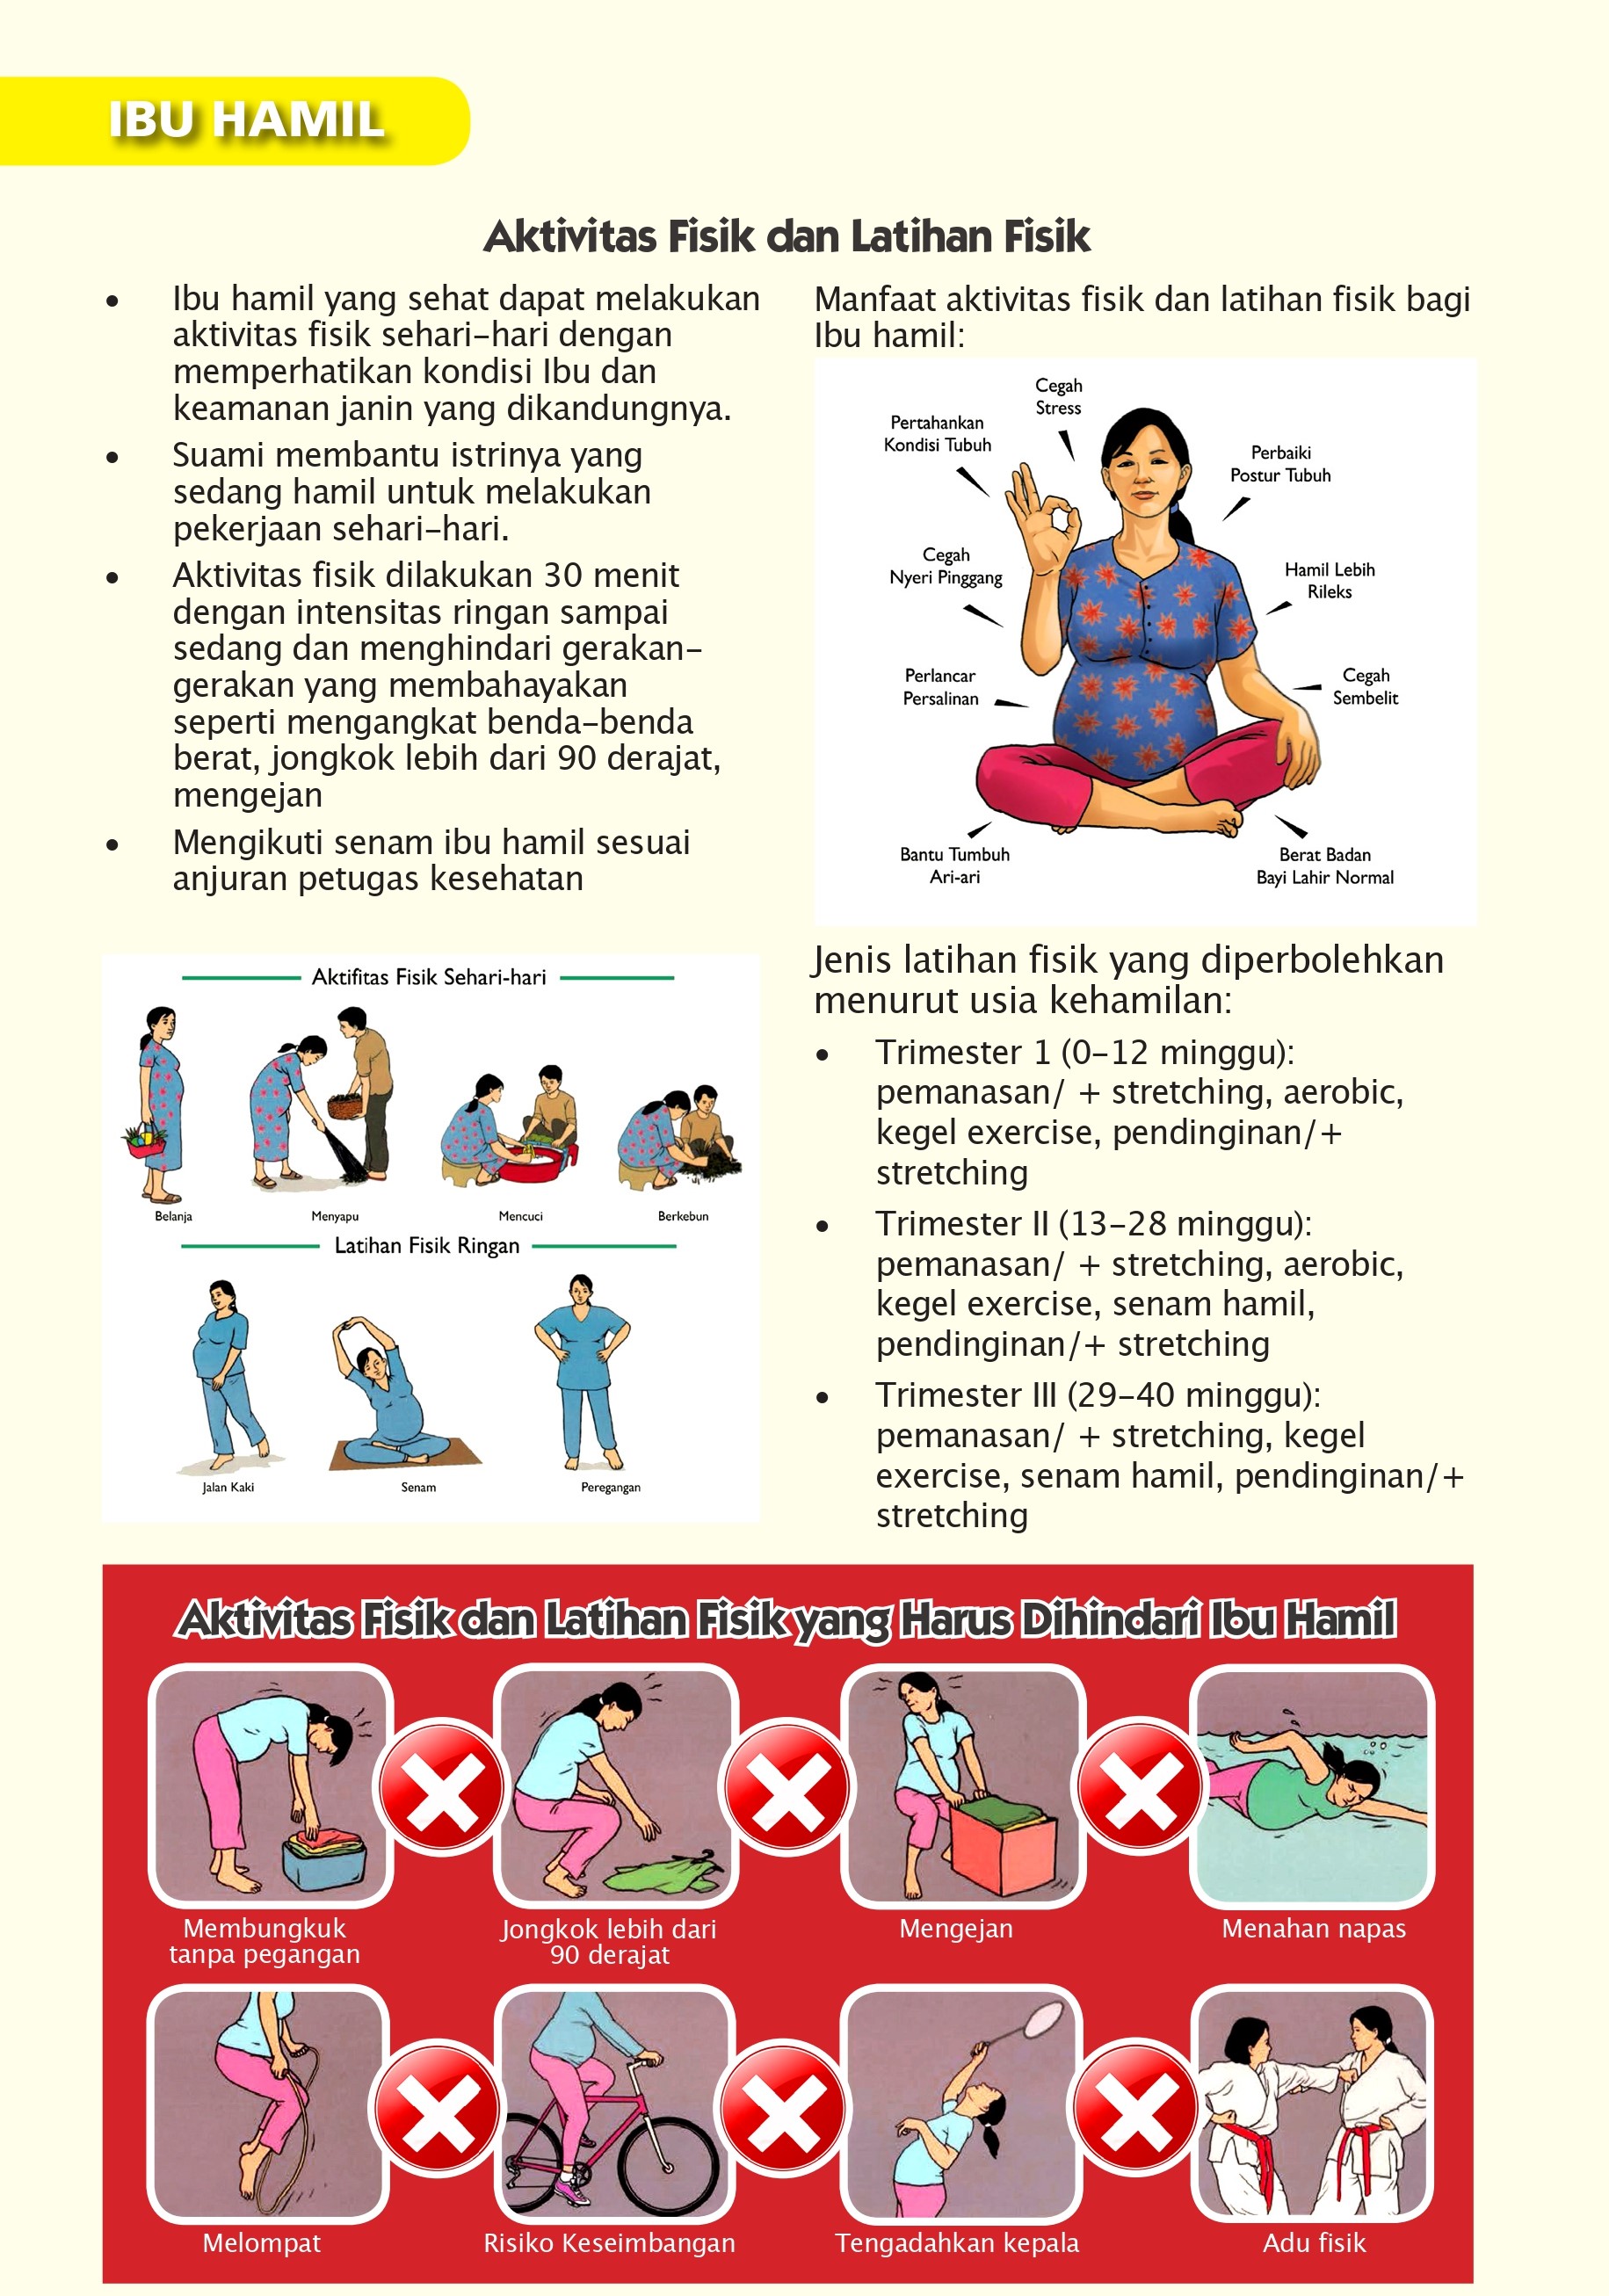 IBU HAMIL
Aktivitas Fisik dan Latihan Fisik
• Ibu hamil yang sehat dapat melakukan
aktivitas fisik sehari-hari dengan
memperhatikan kondisi Ibu dan
keamanan janin yang dikandungnya.
• Suami membantu istrinya yang
sedang hamil untuk melakukan
pekerjaan sehari-hari.
• Aktivitas fisik dilakukan 30 menit
dengan intensitas ringan sampai
sedang dan menghindari gerakan-
gerakan yang membahayakan
seperti mengangkat benda-benda
berat, jongkok lebih dari 90 derajat,
mengejan
• Mengikuti senam ibu hamil sesuai
anjuran petugas kesehatan
Aktifitas Fisik Sehari-hari
Belanja
Menyapu
Mencuci
Berkebun
Latihan Fisik Ringan
Jalan Kaki
Senam
Peregangan
Manfaat aktivitas fisik dan latihan fisik bagi
Ibu hamil:
Cegah
Stress
Pertahankan
Kondisi Tubuh
Perbaiki
Postur Tubuh
Cegah
Nyeri Pinggang
Hamil Lebih
Rileks
Perlancar
Persalinan
Cegah
Sembelit
Bantu Tumbuh
Ari-ari
Berat Badan
Bayi Lahir Normal
Jenis latihan fisik yang diperbolehkan
menurut usia kehamilan:
• Trimester 1 (0-12 minggu):
pemanasan/ + stretching, aerobic,
kegel exercise, pendinginan/+
stretching
• Trimester II (13-28 minggu):
pemanasan/ + stretching, aerobic,
kegel exercise, senam hamil,
pendinginan/+ stretching
• Trimester III (29-40 minggu):
pemanasan/ + stretching, kegel
exercise, senam hamil, pendinginan/+
stretching
Aktivitas Fisik dan Latihan Fisik yang Harus Dihindari Ibu Hamil
Membungkuk
tanpa pegangan
Jongkok lebih dari
90 derajat
Mengejan
Menahan napas
Melompat
Risiko Keseimbangan
Tengadahkan kepala
Adu fisik